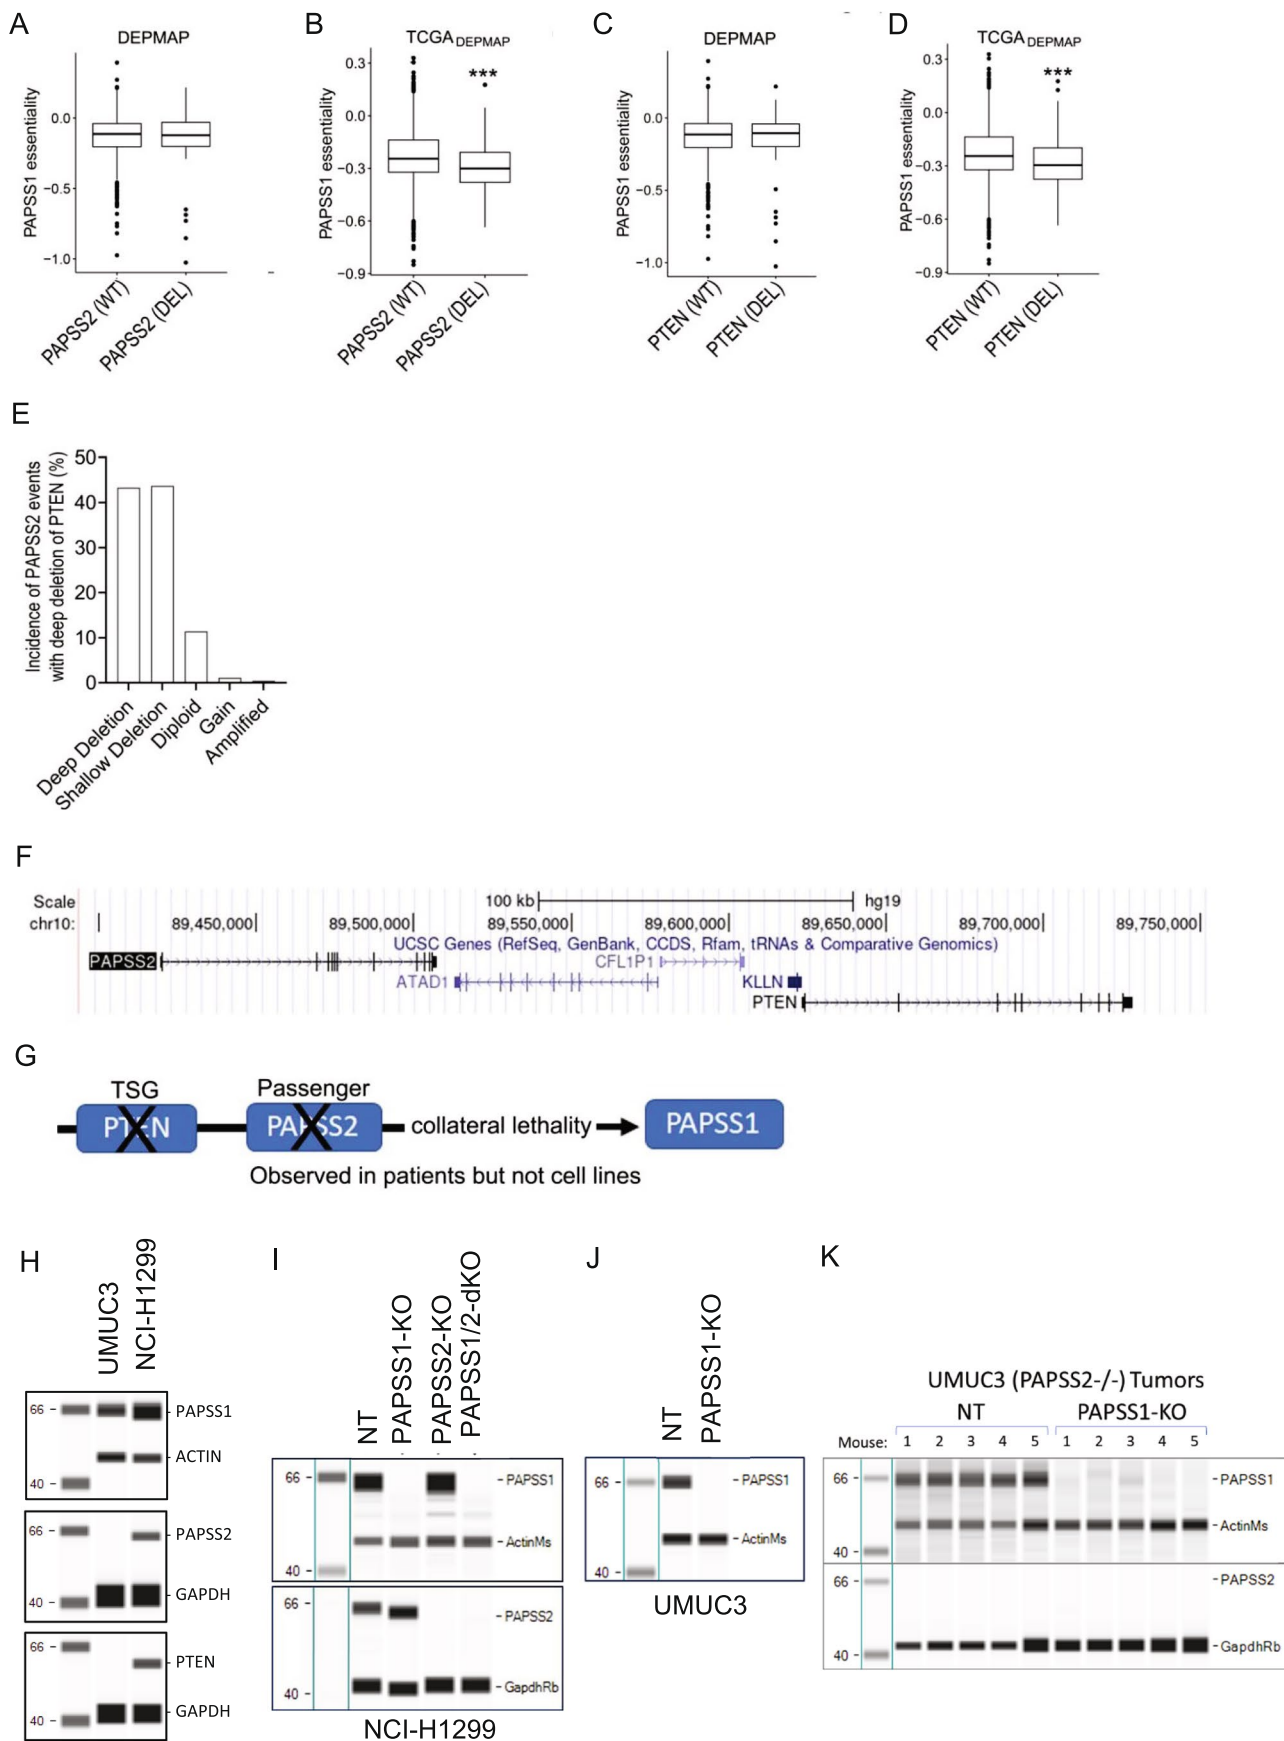 A
DEPMAP
PAPSS1 essentiality
0.0
−0.5
−1.0
PAPSS2 (WT)
PAPSS2 (DEL)
B
TCGA DEPMAP
PAPSS1 essentiality
0.3
0.0
−0.3
−0.6
−0.9
***
PAPSS2 (WT)
PAPSS2 (DEL)
C
DEPMAP
PAPSS1 essentiality
0.0
−0.5
−1.0
PTEN (WT)
PTEN (DEL)
D
TCGA DEPMAP
PAPSS1 essentiality
0.3
0.0
−0.3
−0.6
−0.9
***
PTEN (WT)
PTEN (DEL)
E
Incidence of PAPSS2 events
with deep deletion of PTEN (%)
50
40
30
20
10
0
Deep Deletion
Shallow Deletion
Diploid
Gain
Amplified
F
Scale 100 kb hg19
chr10: 89,450,000 89,500,000 89,550,000 89,600,000 89,650,000 89,700,000 89,750,000
UCSC Genes (RefSeq, GenBank, CCDS, Rfam, tRNAs & Comparative Genomics)
PAPSS2 CFL1P1
ATAD1 KLLN
PTEN
G
TSG Passenger
PTEN PAPSS2 collateral lethality PAPSS1
Observed in patients but not cell lines
H
UMUC3
NCI-H1299
66 PAPSS1
ACTIN
40
66 PAPSS2
40 GAPDH
66
PTEN
40 GAPDH
I
NT
PAPSS1-KO
PAPSS2-KO
PAPSS1/2-dKO
66 PAPSS1
ActinMs
40
66 PAPSS2
40 GapdhRb
NCI-H1299
J
NT
PAPSS1-KO
66 PAPSS1
ActinMs
40
UMUC3
K
UMUC3 (PAPSS2-/-) Tumors
NT PAPSS1-KO
Mouse: 1 2 3 4 5 1 2 3 4 5
66 PAPSS1
ActinMs
40
66 PAPSS2
40 GapdhRb